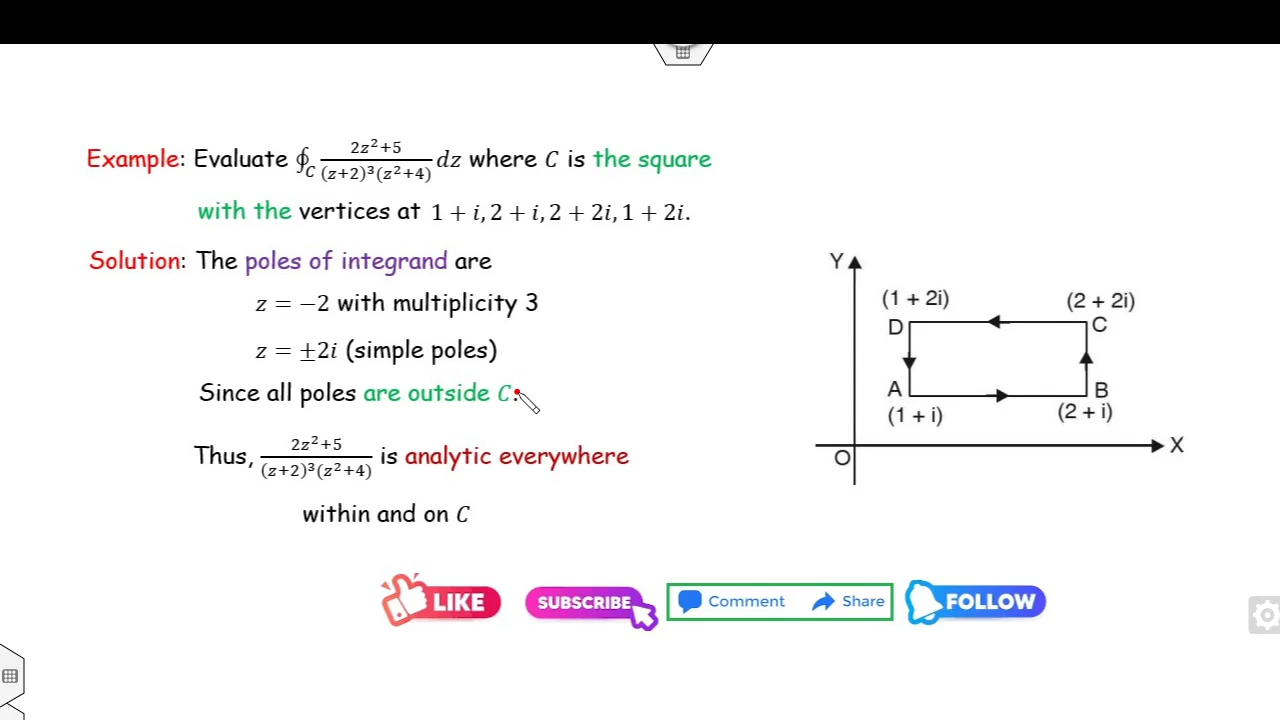 Example: Evaluate ∮_C (2z²+5)/((z+2)³(z²+4)) dz where C is the square
with the vertices at 1 + i, 2 + i, 2 + 2i, 1 + 2i.
Solution: The poles of integrand are
z = −2 with multiplicity 3
z = ±2i (simple poles)
Since all poles are outside C.
Thus, (2z²+5)/((z+2)³(z²+4)) is analytic everywhere
within and on C
Y
(1 + 2i) (2 + 2i)
D C
A B
(1 + i) (2 + i)
O X
LIKE SUBSCRIBE Comment Share FOLLOW